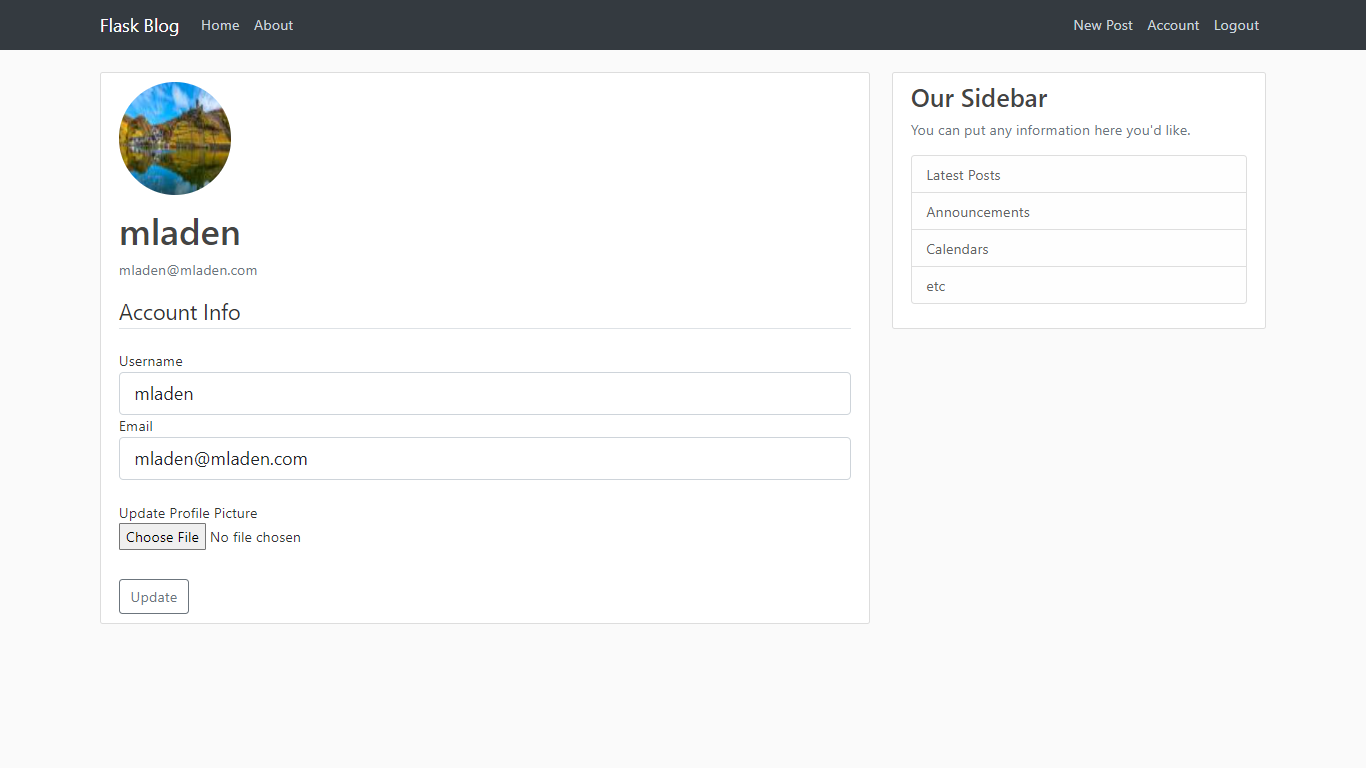 Flask Blog Home About New Post Account Logout
mladen
mladen@mladen.com
Account Info
Username
mladen
Email
mladen@mladen.com
Update Profile Picture
Choose File No file chosen
Update
Our Sidebar
You can put any information here you'd like.
Latest Posts
Announcements
Calendars
etc